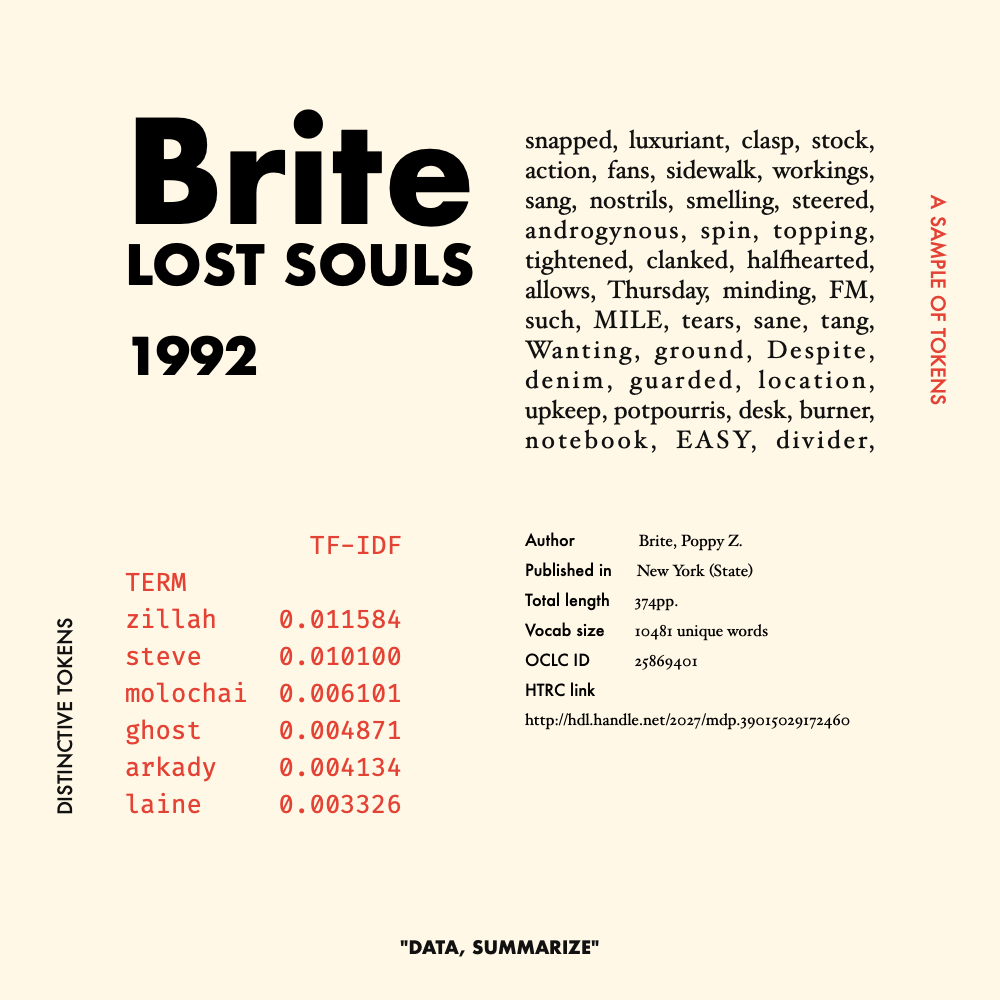 Brite
LOST SOULS
1992
snapped, luxuriant, clasp, stock,
action, fans, sidewalk, workings,
sang, nostrils, smelling, steered,
androgynous, spin, topping,
tightened, clanked, halfhearted,
allows, Thursday, minding, FM,
such, MILE, tears, sane, tang,
Wanting, ground, Despite,
denim, guarded, location,
upkeep, potpourris, desk, burner,
notebook, EASY, divider,
A SAMPLE OF TOKENS
DISTINCTIVE TOKENS
TF-IDF
TERM
zillah 0.011584
steve 0.010100
molochai 0.006101
ghost 0.004871
arkady 0.004134
laine 0.003326
Author Brite, Poppy Z.
Published in New York (State)
Total length 374pp.
Vocab size 10481 unique words
OCLC ID 25869401
HTRC link
http://hdl.handle.net/2027/mdp.39015029172460
"DATA, SUMMARIZE"